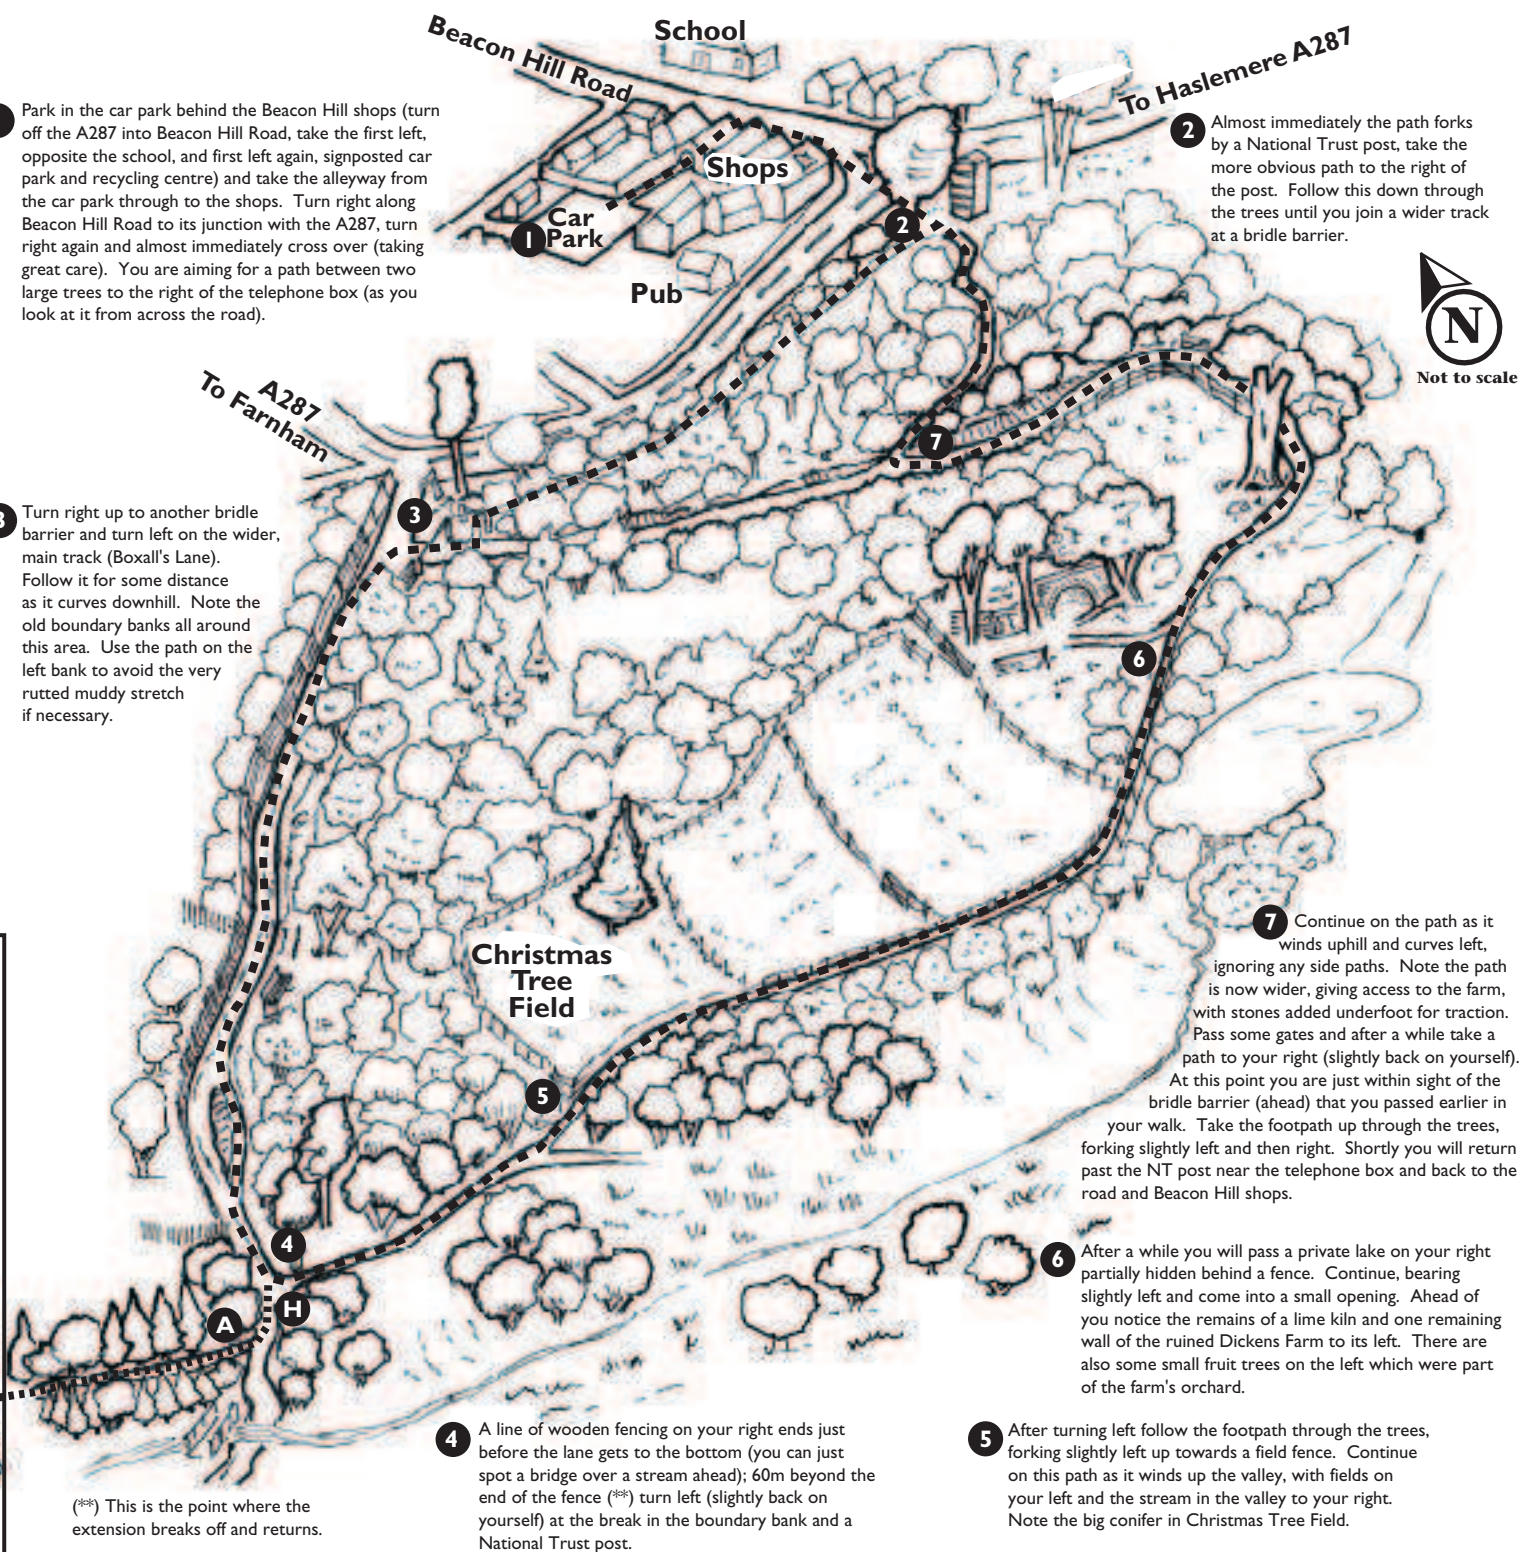 School
Beacon Hill Road
To Haslemere A287
Park in the car park behind the Beacon Hill shops (turn
off the A287 into Beacon Hill Road, take the first left,
opposite the school, and first left again, signposted car
park and recycling centre) and take the alleyway from
the car park through to the shops. Turn right along
Beacon Hill Road to its junction with the A287, turn
right again and almost immediately cross over (taking
great care). You are aiming for a path between two
large trees to the right of the telephone box (as you
look at it from across the road).
2 Almost immediately the path forks
by a National Trust post, take the
more obvious path to the right of
the post. Follow this down through
the trees until you join a wider track
at a bridle barrier.
Shops
Car
1 Park
2
Pub
N
Not to scale
A287
To Farnham
7
3
3 Turn right up to another bridle
barrier and turn left on the wider,
main track (Boxall's Lane).
Follow it for some distance
as it curves downhill. Note the
old boundary banks all around
this area. Use the path on the
left bank to avoid the very
rutted muddy stretch
if necessary.
6
Christmas
Tree
Field
5
7 Continue on the path as it
winds uphill and curves left,
ignoring any side paths. Note the path
is now wider, giving access to the farm,
with stones added underfoot for traction.
Pass some gates and after a while take a
path to your right (slightly back on yourself).
At this point you are just within sight of the
bridle barrier (ahead) that you passed earlier in
your walk. Take the footpath up through the trees,
forking slightly left and then right. Shortly you will return
past the NT post near the telephone box and back to the
road and Beacon Hill shops.
4
H
A
6 After a while you will pass a private lake on your right
partially hidden behind a fence. Continue, bearing
slightly left and come into a small opening. Ahead of
you notice the remains of a lime kiln and one remaining
wall of the ruined Dickens Farm to its left. There are
also some small fruit trees on the left which were part
of the farm's orchard.
4 A line of wooden fencing on your right ends just
before the lane gets to the bottom (you can just
spot a bridge over a stream ahead); 60m beyond the
end of the fence (**) turn left (slightly back on
yourself) at the break in the boundary bank and a
National Trust post.
5 After turning left follow the footpath through the trees,
forking slightly left up towards a field fence. Continue
on this path as it winds up the valley, with fields on
your left and the stream in the valley to your right.
Note the big conifer in Christmas Tree Field.
(**) This is the point where the
extension breaks off and returns.